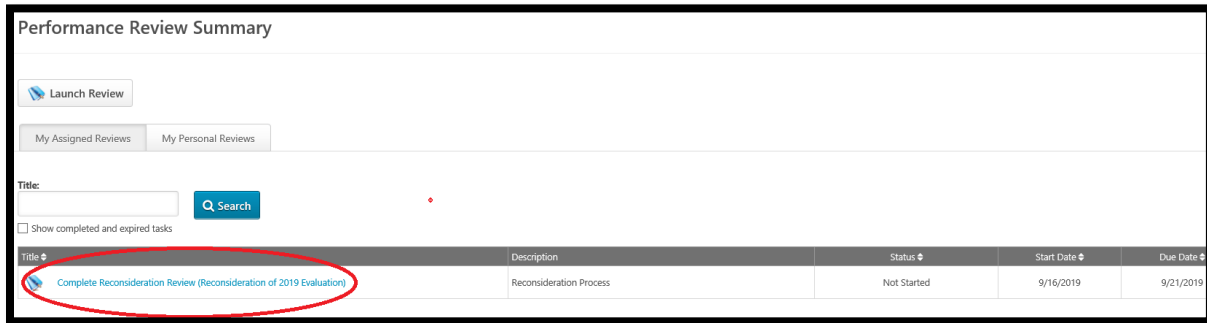 Performance Review Summary
Launch Review
My Assigned Reviews My Personal Reviews
Title:
Search
Show completed and expired tasks
Title Description Status Start Date Due Date
Complete Reconsideration Review (Reconsideration of 2019 Evaluation) Reconsideration Process Not Started 9/16/2019 9/21/2019